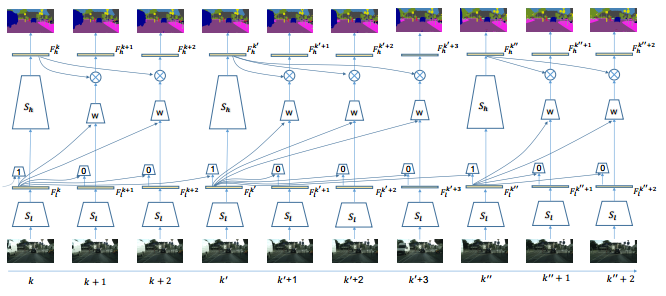 F_h^k F_h^{k+1} F_h^{k+2} F_h^{k'} F_h^{k'+1} F_h^{k'+2} F_h^{k'+3} F_h^{k''} F_h^{k''+1} F_h^{k''+2}
S_h S_h S_h
w w w w w w w
1 0 0 1 0 0 0 1 0 0
F_l^k F_l^{k+1} F_l^{k+2} F_l^{k'} F_l^{k'+1} F_l^{k'+2} F_l^{k'+3} F_l^{k''} F_l^{k''+1} F_l^{k''+2}
S_l S_l S_l S_l S_l S_l S_l S_l S_l S_l
k k + 1 k + 2 k' k'+1 k'+2 k'+3 k'' k'' + 1 k'' + 2